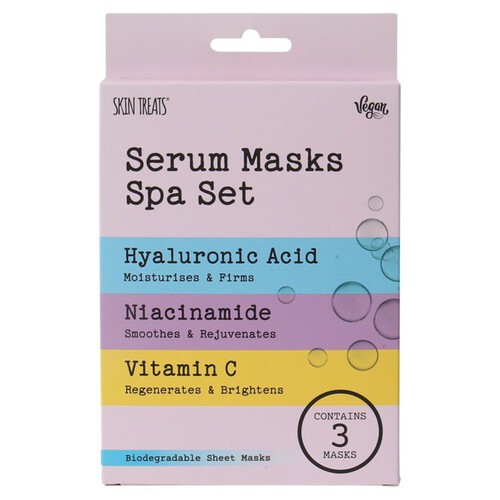 SKIN TREATS®
Vegan
Serum Masks
Spa Set
Hyaluronic Acid
Moisturises & Firms
Niacinamide
Smoothes & Rejuvenates
Vitamin C
Regenerates & Brightens
CONTAINS
3
MASKS
Biodegradable Sheet Masks